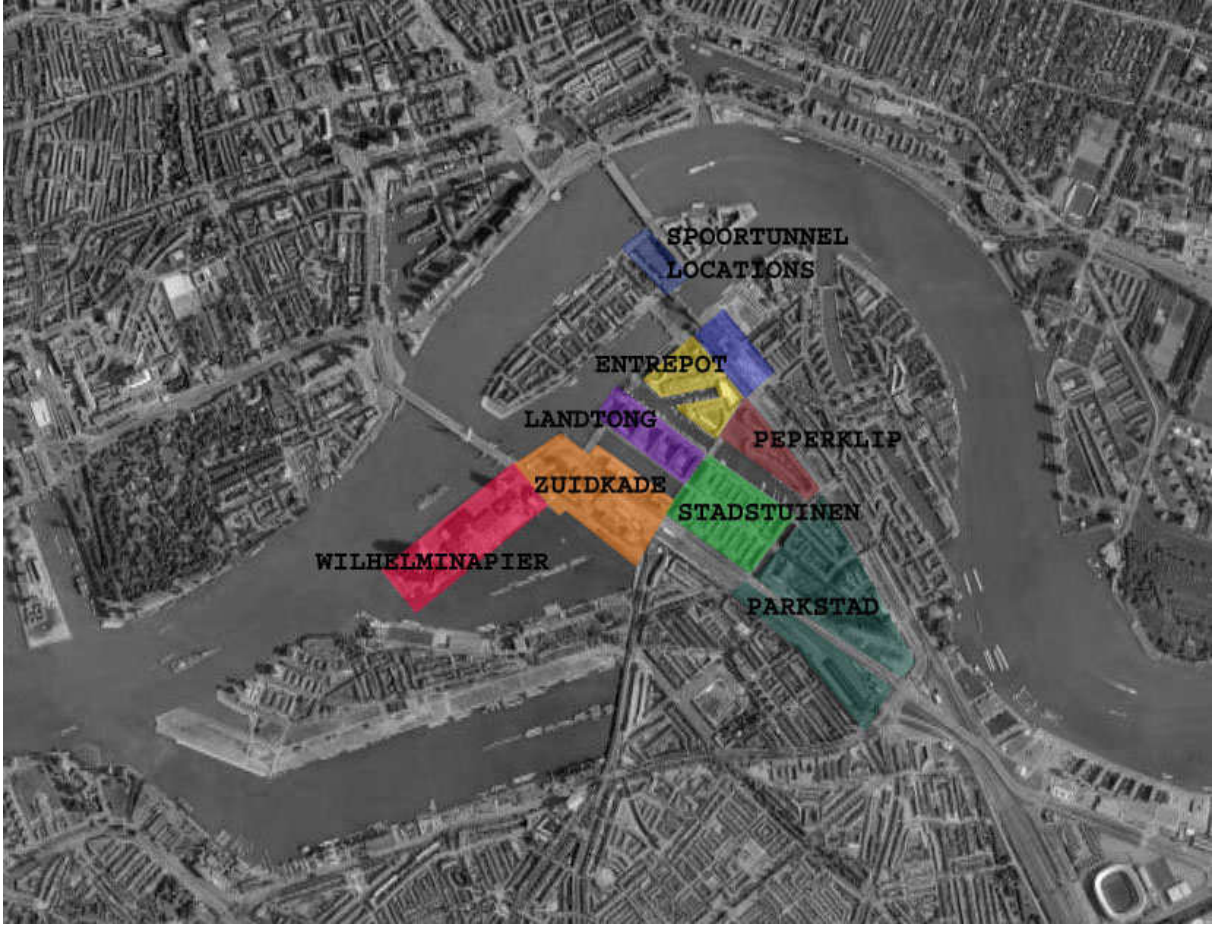 SPOORTUNNEL
LOCATIONS
ENTREPOT
LANDTONG
PEPERKLIP
ZUIDKADE
STADSTUINEN
WILHELMINAPIER
PARKSTAD